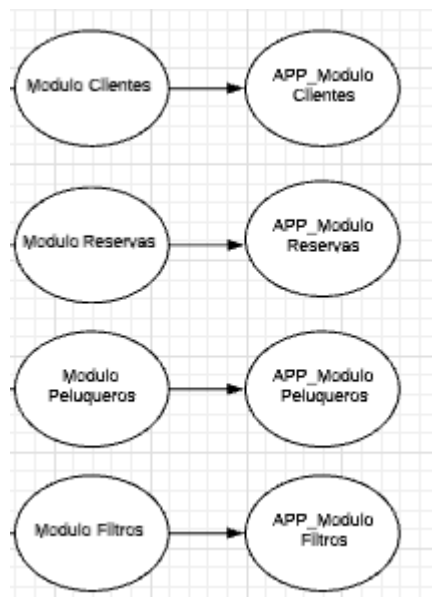 Modulo Clientes
APP_Modulo
Clientes
Modulo Reservas
APP_Modulo
Reservas
Modulo
Peluqueros
APP_Modulo
Peluqueros
Modulo Filtros
APP_Modulo
Filtros